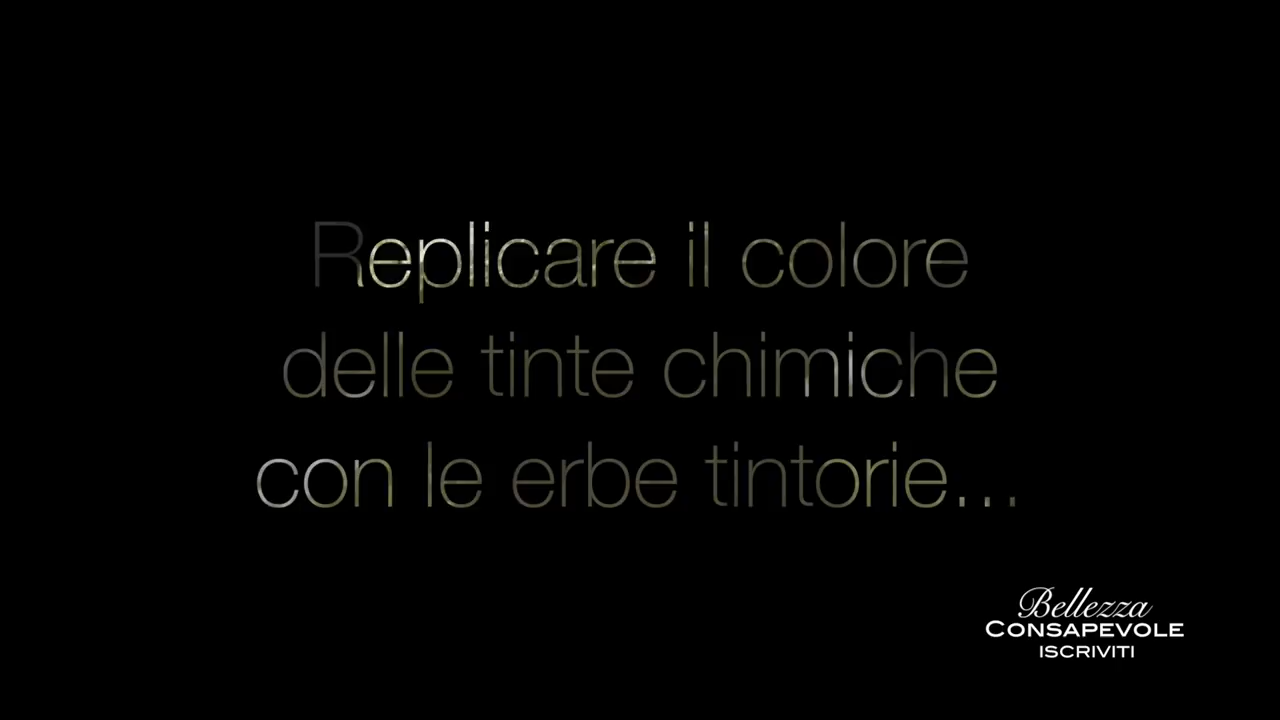 Replicare il colore
delle tinte chimiche
con le erbe tintorie...
Bellezza
CONSAPEVOLE
ISCRIVITI